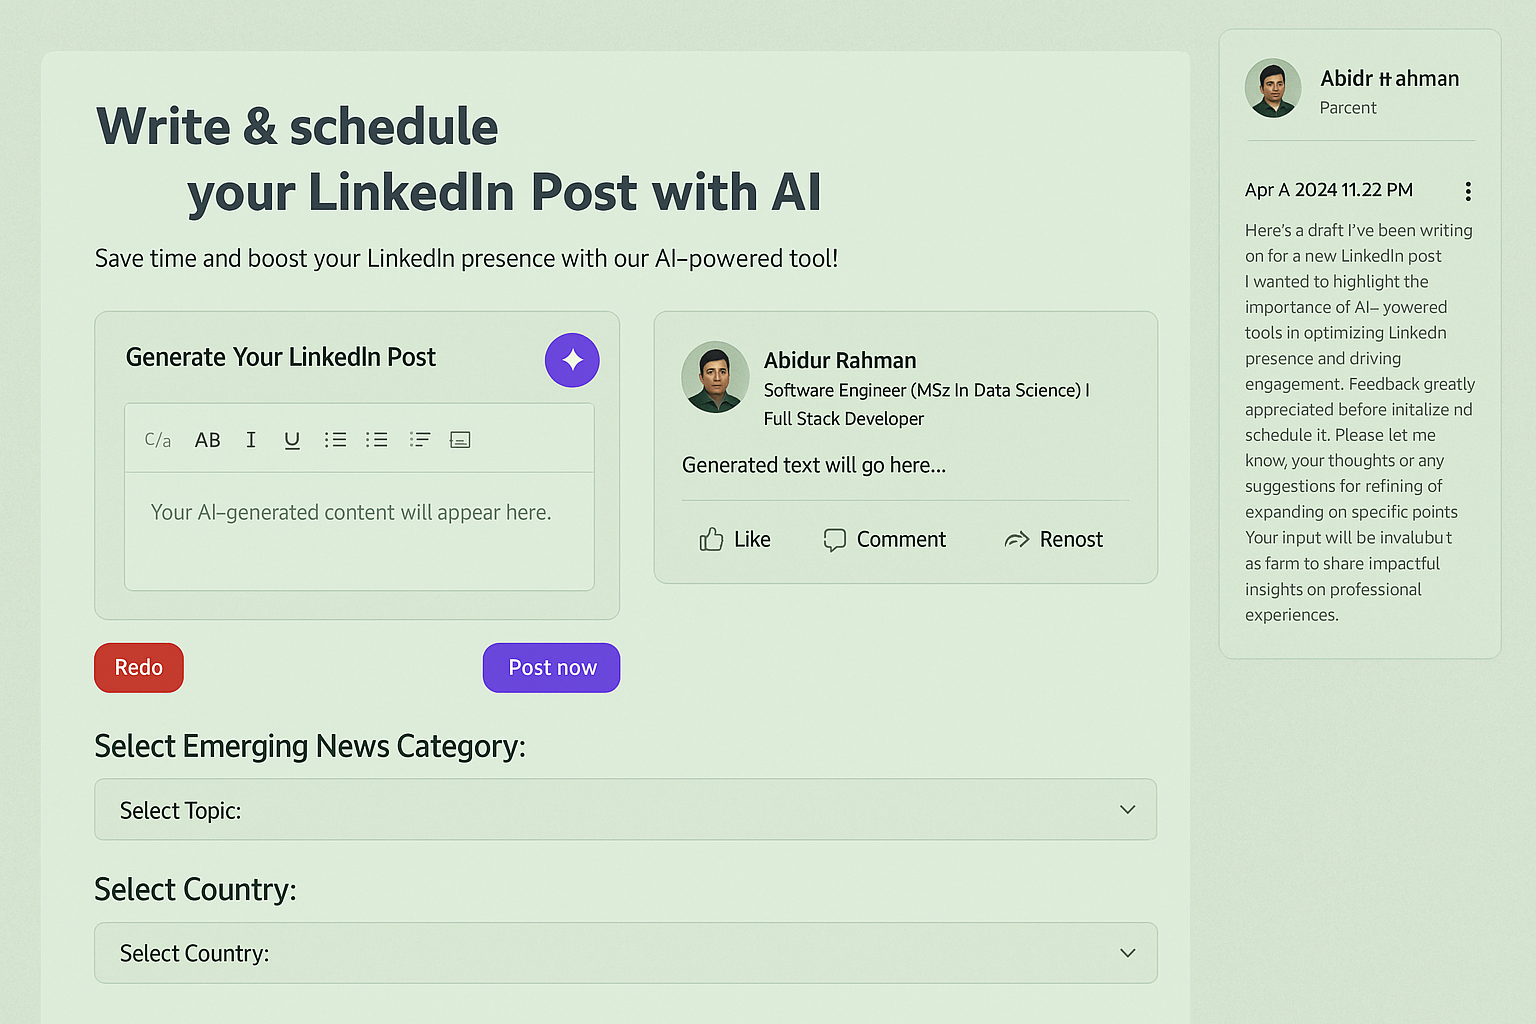 Write & schedule
your LinkedIn Post with AI
Save time and boost your LinkedIn presence with our AI–powered tool!
Generate Your LinkedIn Post
C/a AB I U
Your AI–generated content will appear here.
Redo
Post now
Abidur Rahman
Software Engineer (MSz In Data Science) I
Full Stack Developer
Generated text will go here...
Like
Comment
Renost
Select Emerging News Category:
Select Topic:
Select Country:
Select Country:
Abidr ahman
Parcent
Apr A 2024 11.22 PM
Here's a draft I've been writing
on for a new LinkedIn post
I wanted to highlight the
importance of AI– yowered
tools in optimizing Linkedn
presence and driving
engagement. Feedback greatly
appreciated before initalize nd
schedule it. Please let me
know, your thoughts or any
suggestions for refining of
expanding on specific points
Your input will be invalubu t
as farm to share impactful
insights on professional
experiences.